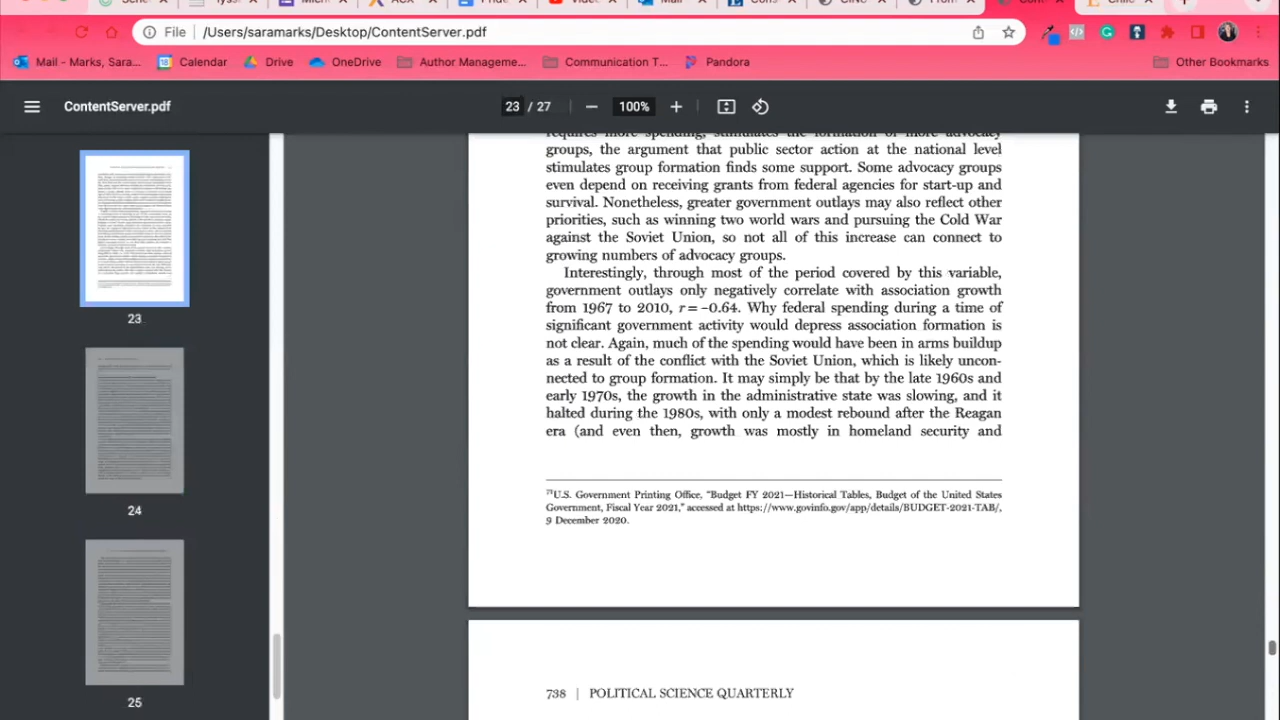 File /Users/saramarks/Desktop/ContentServer.pdf
Mail - Marks, Sara... Calendar Drive OneDrive Author Manageme... Communication T... Pandora Other Bookmarks
ContentServer.pdf 23 / 27 100%
requires more spending, stimulates the formation of more advocacy
groups, the argument that public sector action at the national level
stimulates group formation finds some support. Some advocacy groups
even depend on receiving grants from federal agencies for start-up and
survival. Nonetheless, greater government outlays may also reflect other
priorities, such as winning two world wars and pursuing the Cold War
against the Soviet Union, so not all of this increase can connect to
growing numbers of advocacy groups.
Interestingly, through most of the period covered by this variable,
government outlays only negatively correlate with association growth
from 1967 to 2010, r = −0.64. Why federal spending during a time of
significant government activity would depress association formation is
not clear. Again, much of the spending would have been in arms buildup
as a result of the conflict with the Soviet Union, which is likely uncon-
nected to group formation. It may simply be that by the late 1960s and
early 1970s, the growth in the administrative state was slowing, and it
halted during the 1980s, with only a modest rebound after the Reagan
era (and even then, growth was mostly in homeland security and
U.S. Government Printing Office, "Budget FY 2021—Historical Tables, Budget of the United States
Government, Fiscal Year 2021," accessed at https://www.govinfo.gov/app/details/BUDGET-2021-TAB/,
9 December 2020.
738 | POLITICAL SCIENCE QUARTERLY
23
24
25